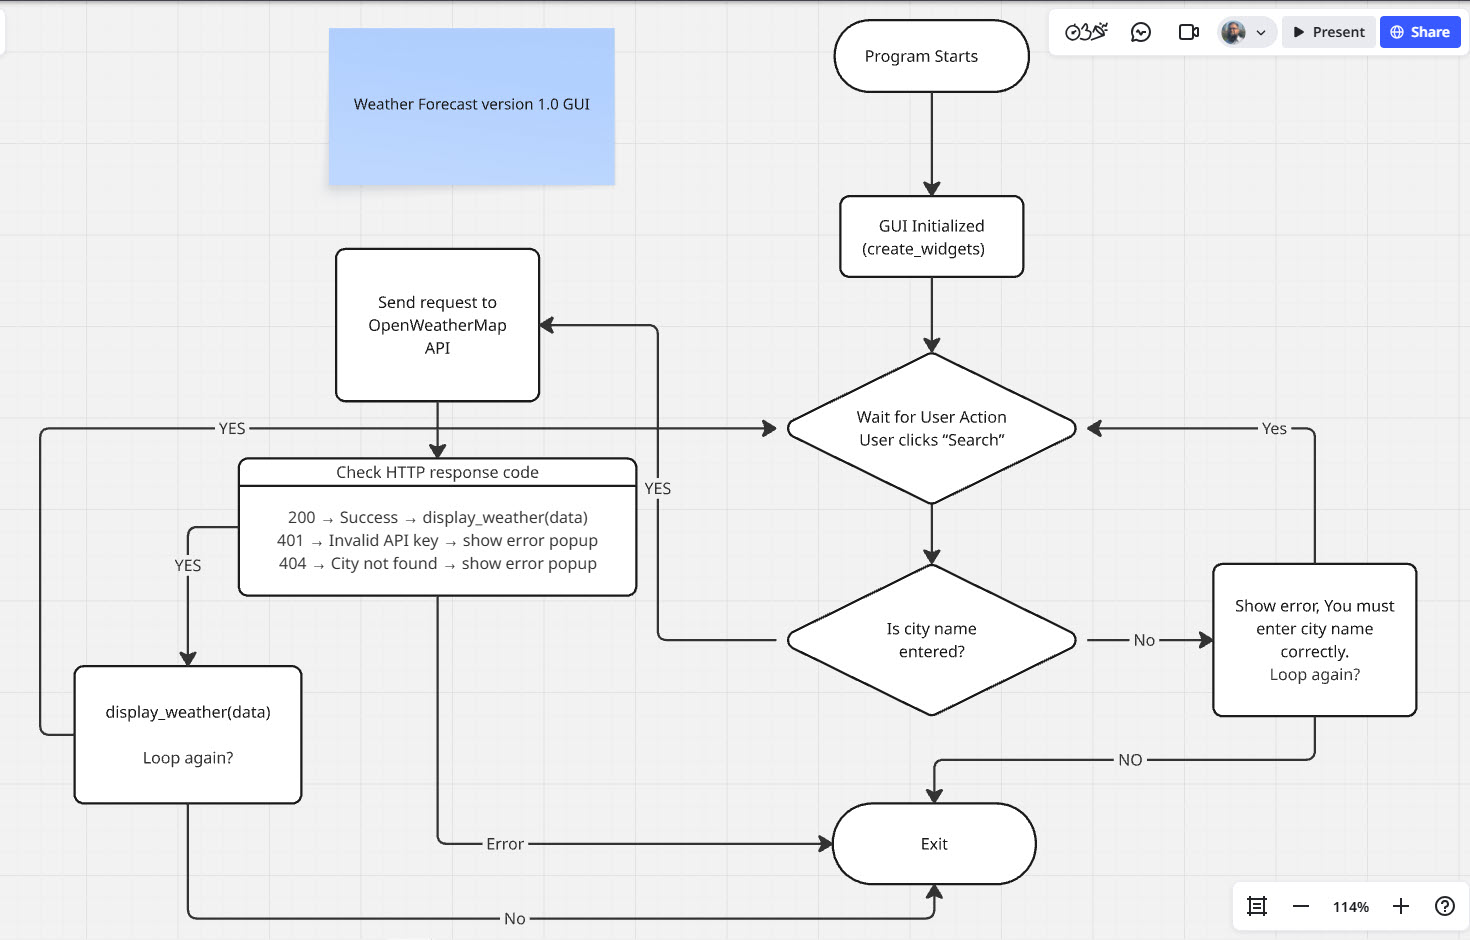 Weather Forecast version 1.0 GUI
Program Starts
Present
Share
GUI Initialized
(create_widgets)
Send request to
OpenWeatherMap
API
Wait for User Action
User clicks “Search”
YES
Yes
Check HTTP response code
200 → Success → display_weather(data)
401 → Invalid API key → show error popup
404 → City not found → show error popup
YES
YES
Is city name
entered?
No
Show error, You must
enter city name
correctly.
Loop again?
display_weather(data)
Loop again?
NO
Error
Exit
No
114%